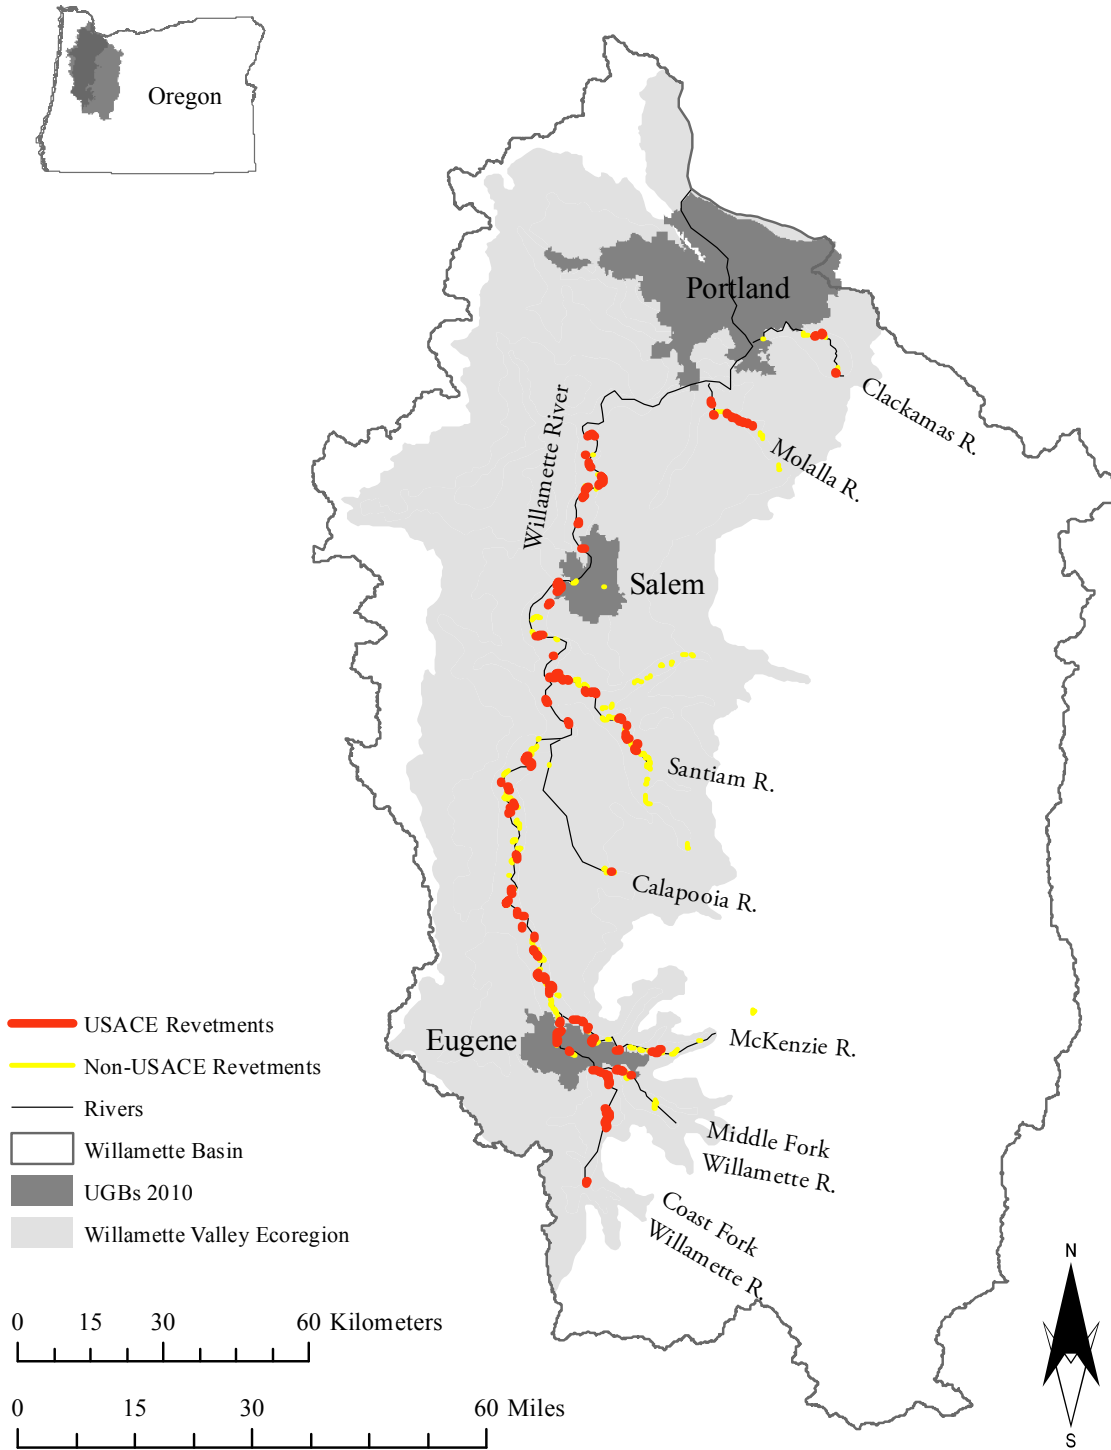 Oregon
Portland
Clackamas R.
Willamette River
Molalla R.
Salem
Santiam R.
Calapooia R.
Eugene
McKenzie R.
Middle Fork
Willamette R.
Coast Fork
Willamette R.
USACE Revetments
Non-USACE Revetments
Rivers
Willamette Basin
UGBs 2010
Willamette Valley Ecoregion
0 15 30 60 Kilometers
0 15 30 60 Miles
N
S